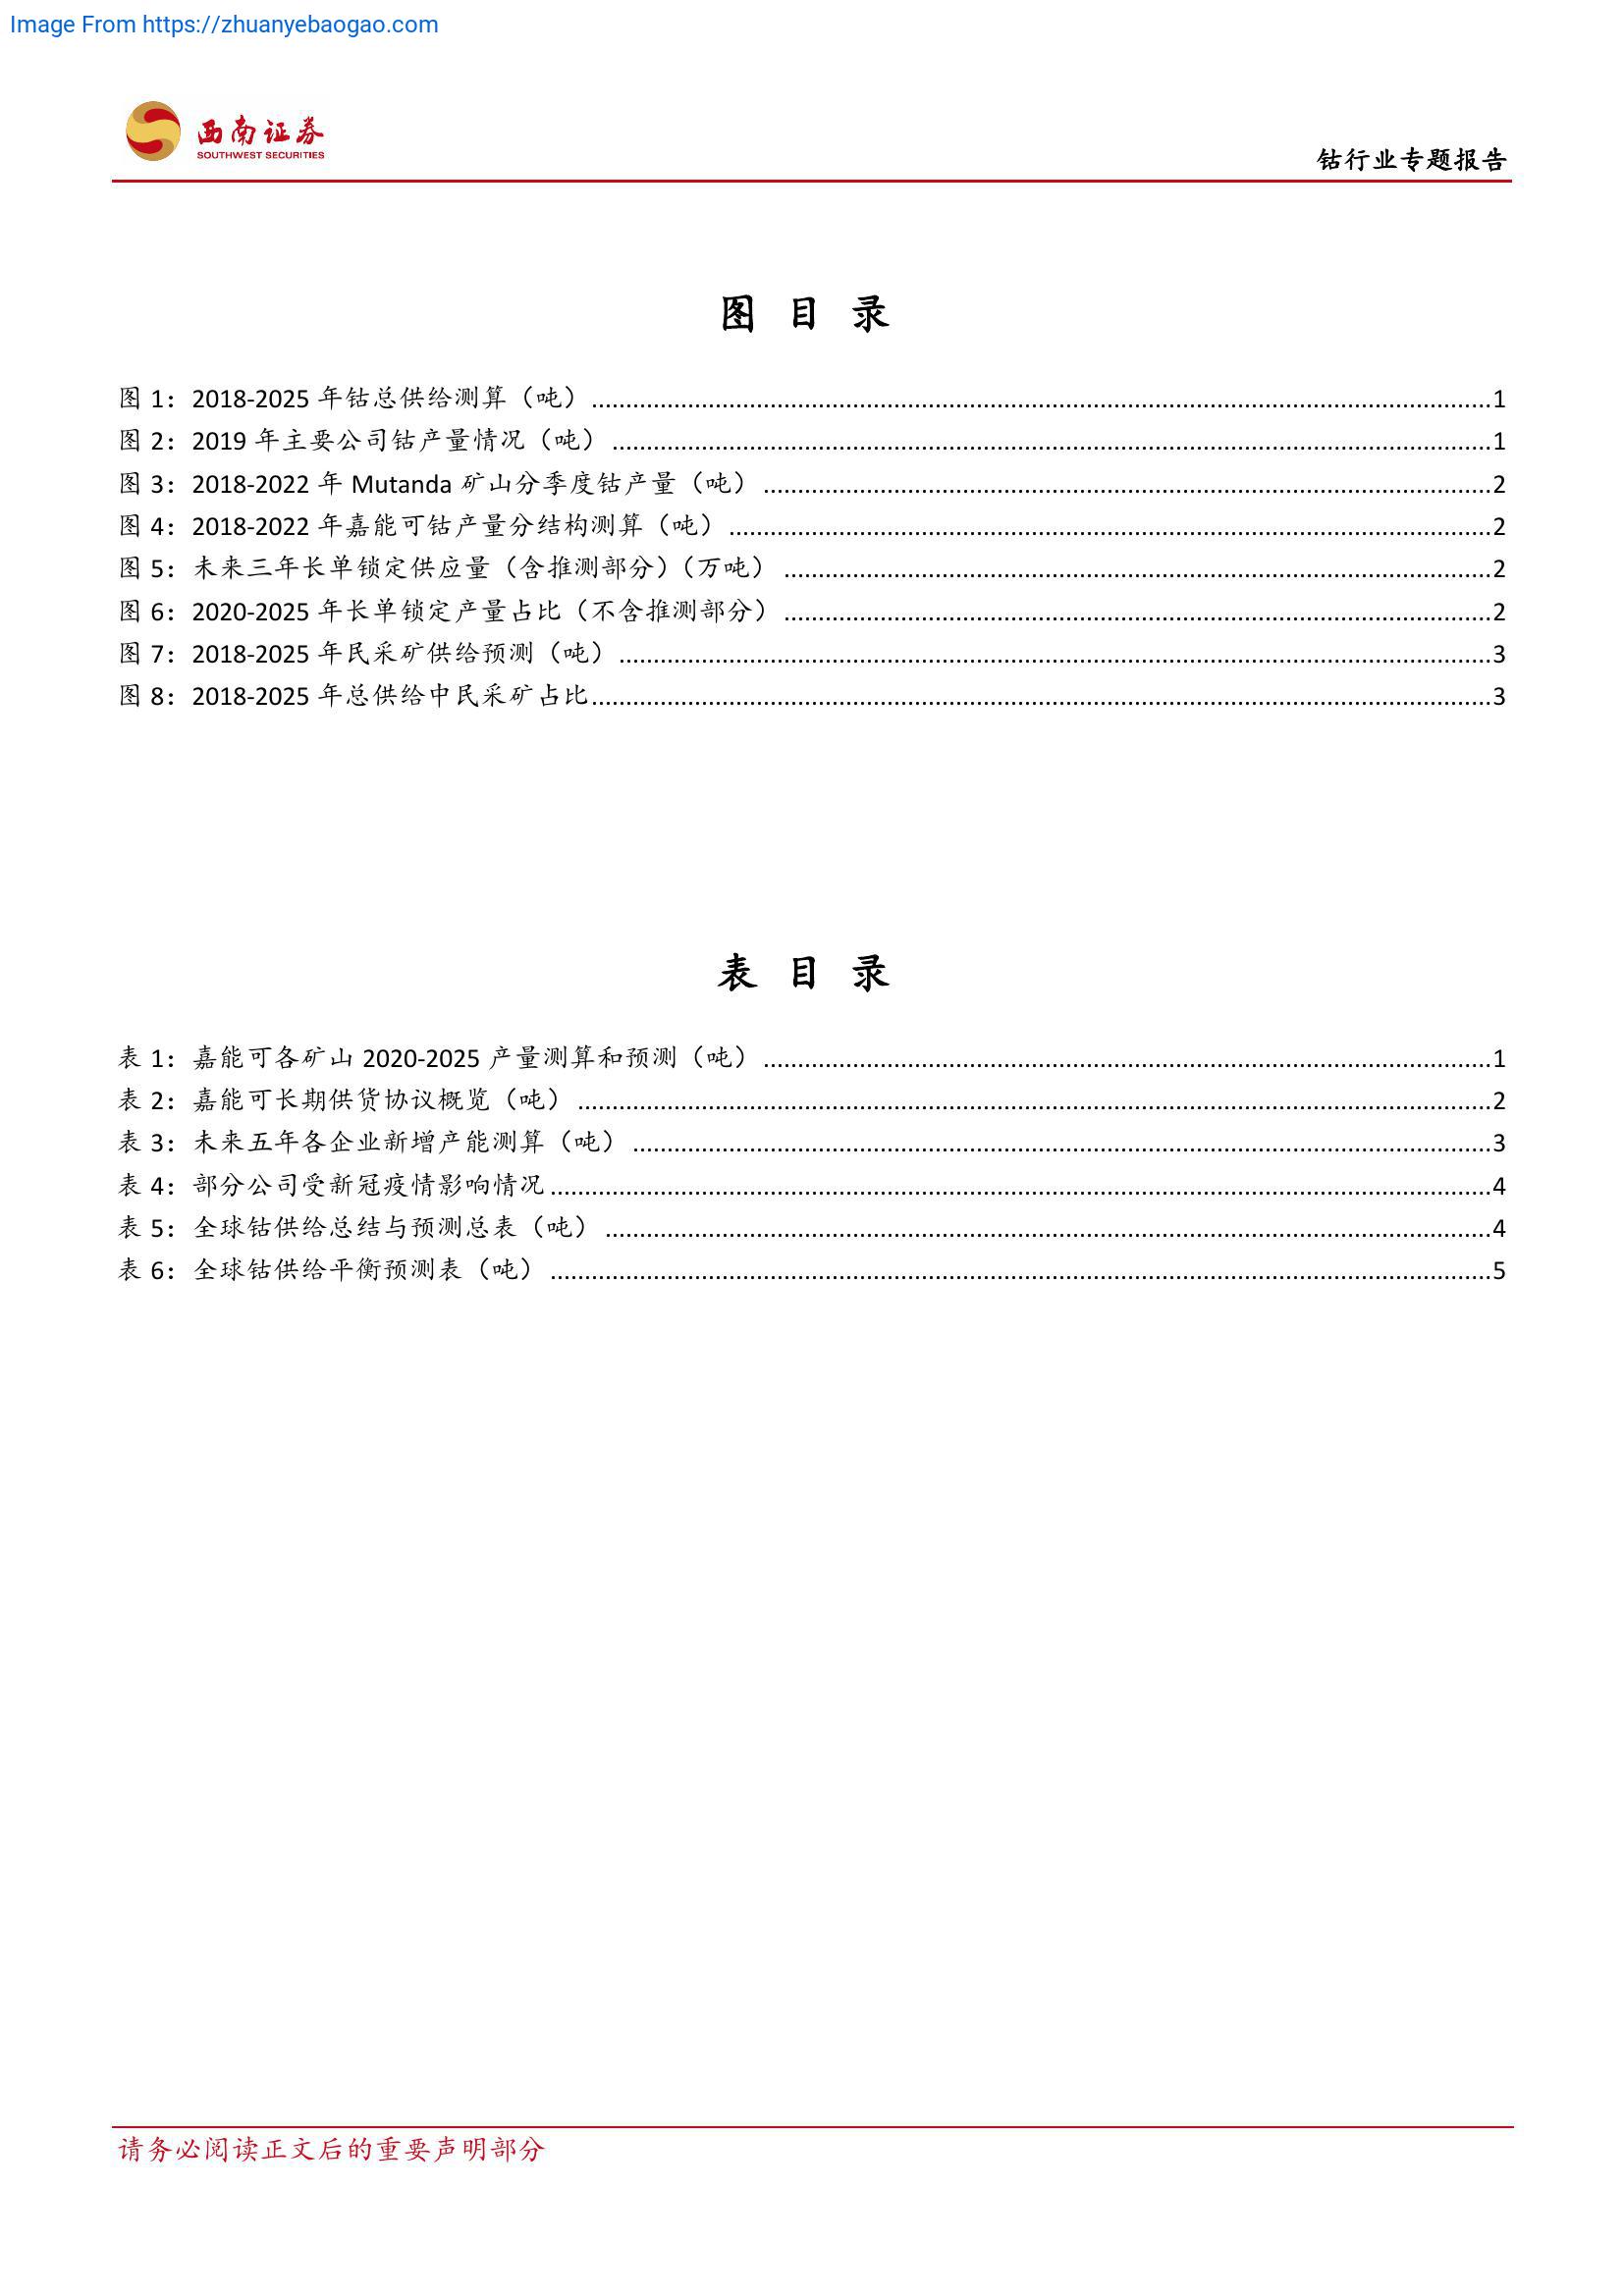 Image From https://zhuanyebaogao.com
西南证券
SOUTHWEST SECURITIES
钴行业专题报告
图 目 录
图 1：2018-2025 年钴总供给测算（吨）........................................1
图 2：2019 年主要公司钴产量情况（吨）........................................1
图 3：2018-2022 年 Mutanda 矿山分季度钴产量（吨）........................................2
图 4：2018-2022 年嘉能可钴产量分结构测算（吨）........................................2
图 5：未来三年长单锁定供应量（含推测部分）（万吨）........................................2
图 6：2020-2025 年长单锁定产量占比（不含推测部分）........................................2
图 7：2018-2025 年民采矿供给预测（吨）........................................3
图 8：2018-2025 年总供给中民采矿占比........................................3
表 目 录
表 1：嘉能可各矿山 2020-2025 产量测算和预测（吨）........................................1
表 2：嘉能可长期供货协议概览（吨）........................................2
表 3：未来五年各企业新增产能测算（吨）........................................3
表 4：部分公司受新冠疫情影响情况........................................4
表 5：全球钴供给总结与预测总表（吨）........................................4
表 6：全球钴供给平衡预测表（吨）........................................5
请务必阅读正文后的重要声明部分